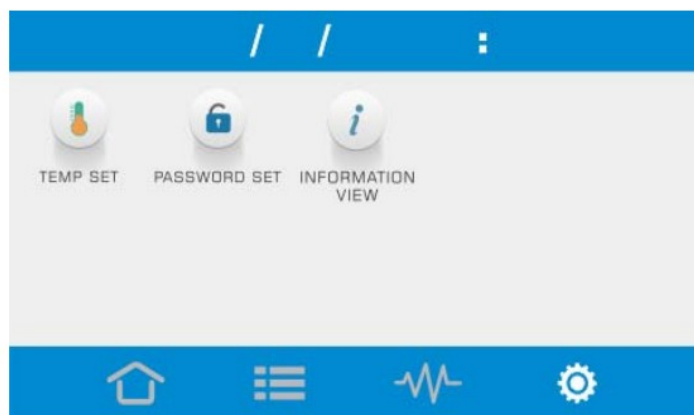 / / :
TEMP SET
PASSWORD SET
INFORMATION
VIEW